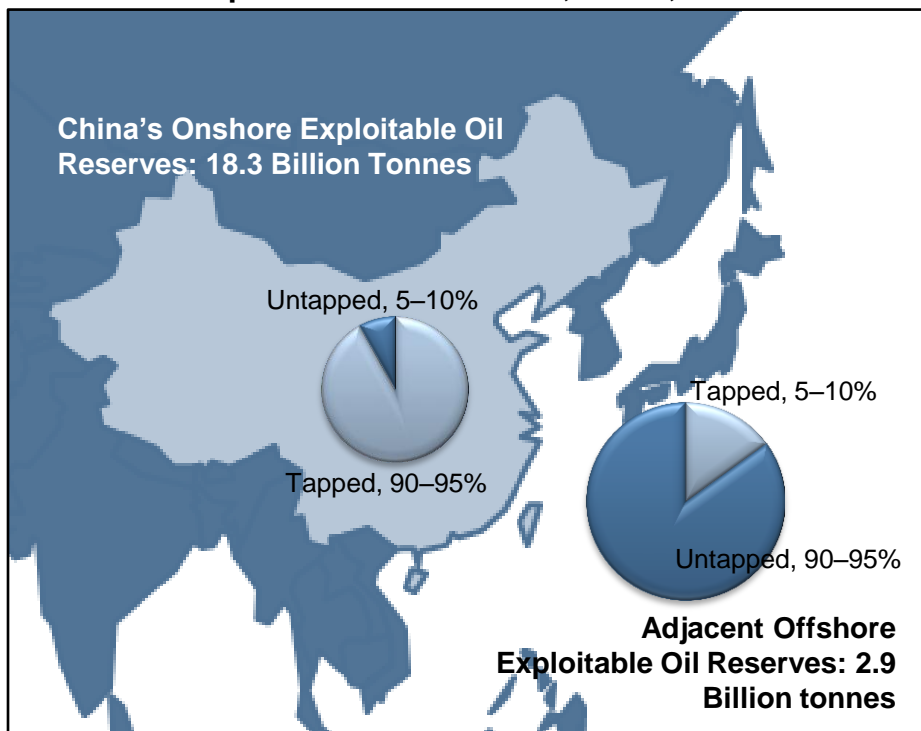 China’s Onshore Exploitable Oil
Reserves: 18.3 Billion Tonnes
Untapped, 5–10%
Tapped, 90–95%
Tapped, 5–10%
Untapped, 90–95%
Adjacent Offshore
Exploitable Oil Reserves: 2.9
Billion tonnes